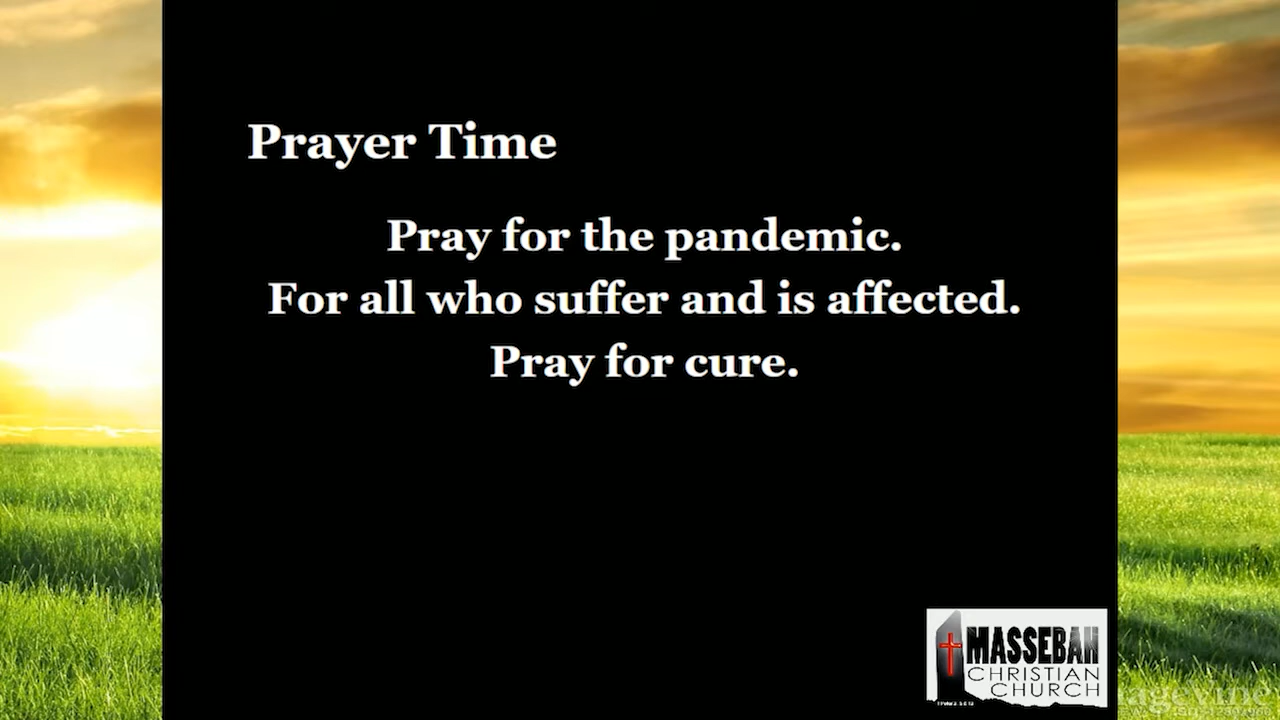 Prayer Time
Pray for the pandemic.
For all who suffer and is affected.
Pray for cure.
MASSEBAH
CHRISTIAN
CHURCH